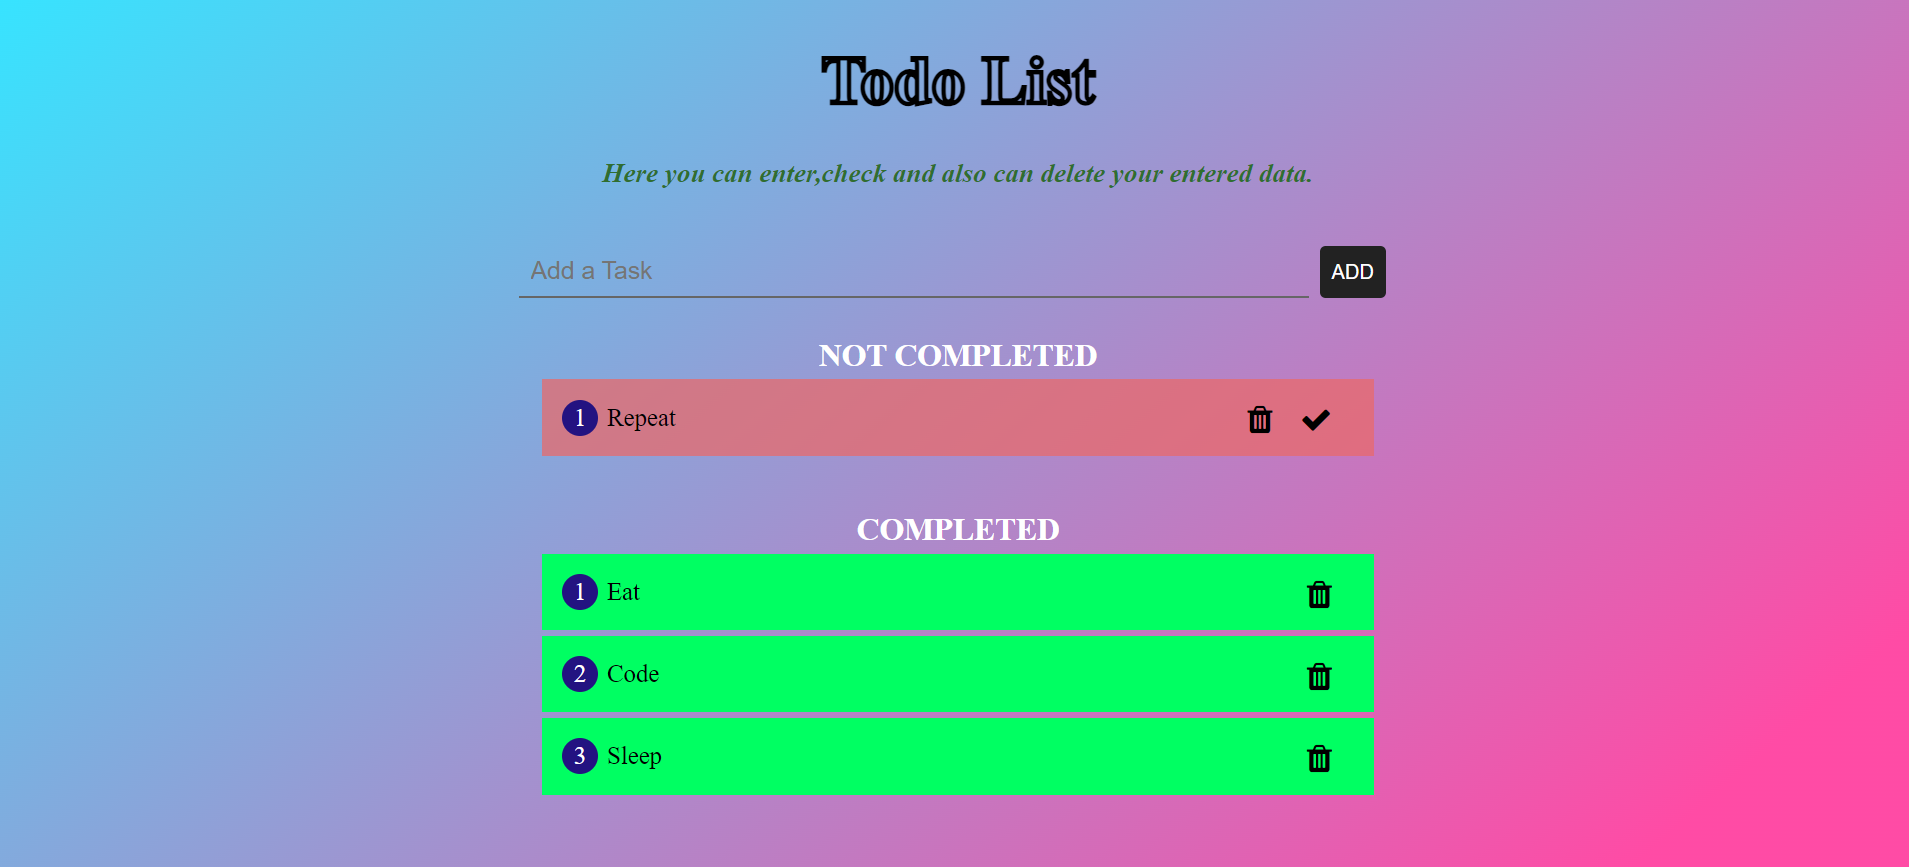 Todo List
Here you can enter,check and also can delete your entered data.
Add a Task
ADD
NOT COMPLETED
1 Repeat
COMPLETED
1 Eat
2 Code
3 Sleep